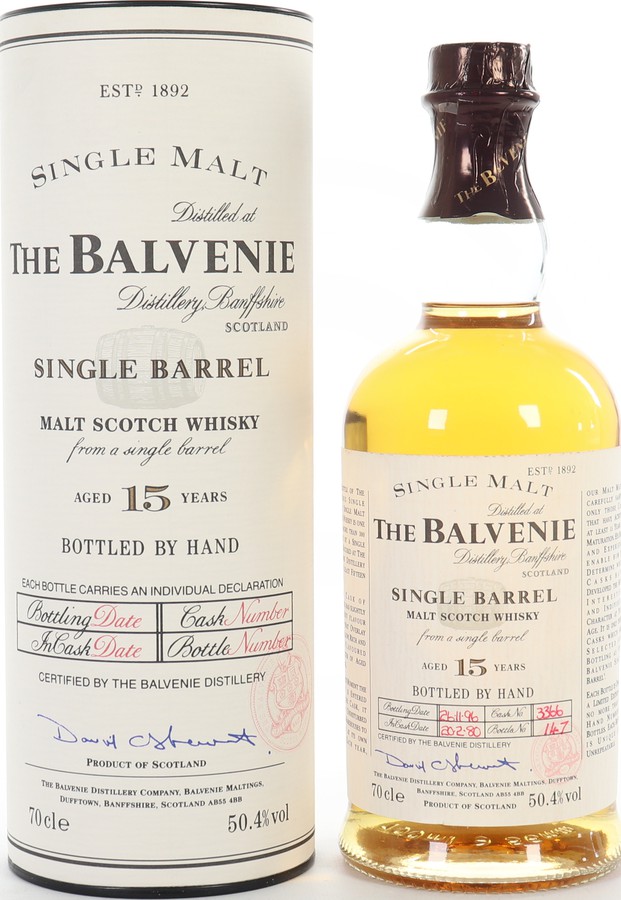 ESTD 1892
SINGLE MALT
Distilled at
THE BALVENIE
Distillery, Banffshire
SCOTLAND
SINGLE BARREL
MALT SCOTCH WHISKY
from a single barrel
AGED 15 YEARS
BOTTLED BY HAND
EACH BOTTLE CARRIES AN INDIVIDUAL DECLARATION
Bottling Date Cask Number
In Cask Date Bottle Number
CERTIFIED BY THE BALVENIE DISTILLERY
PRODUCT OF SCOTLAND
THE BALVENIE DISTILLERY COMPANY, BALVENIE MALTINGS,
DUFFTOWN, BANFFSHIRE, SCOTLAND AB55 4BB
70cle 50.4%vol
THE BALVENIE
ESTD 1892
SINGLE MALT
Distilled at
THE BALVENIE
Distillery, Banffshire
SCOTLAND
SINGLE BARREL
MALT SCOTCH WHISKY
from a single barrel
AGED 15 YEARS
BOTTLED BY HAND
Bottling Date 26.11.96 Cask No 3366
In Cask Date 20.2.80 Bottle No 147
CERTIFIED BY THE BALVENIE DISTILLERY
THE BALVENIE DISTILLERY COMPANY, BALVENIE MALTINGS, DUFFTOWN,
BANFFSHIRE, SCOTLAND AB55 4BB
70cle PRODUCT OF SCOTLAND 50.4%vol